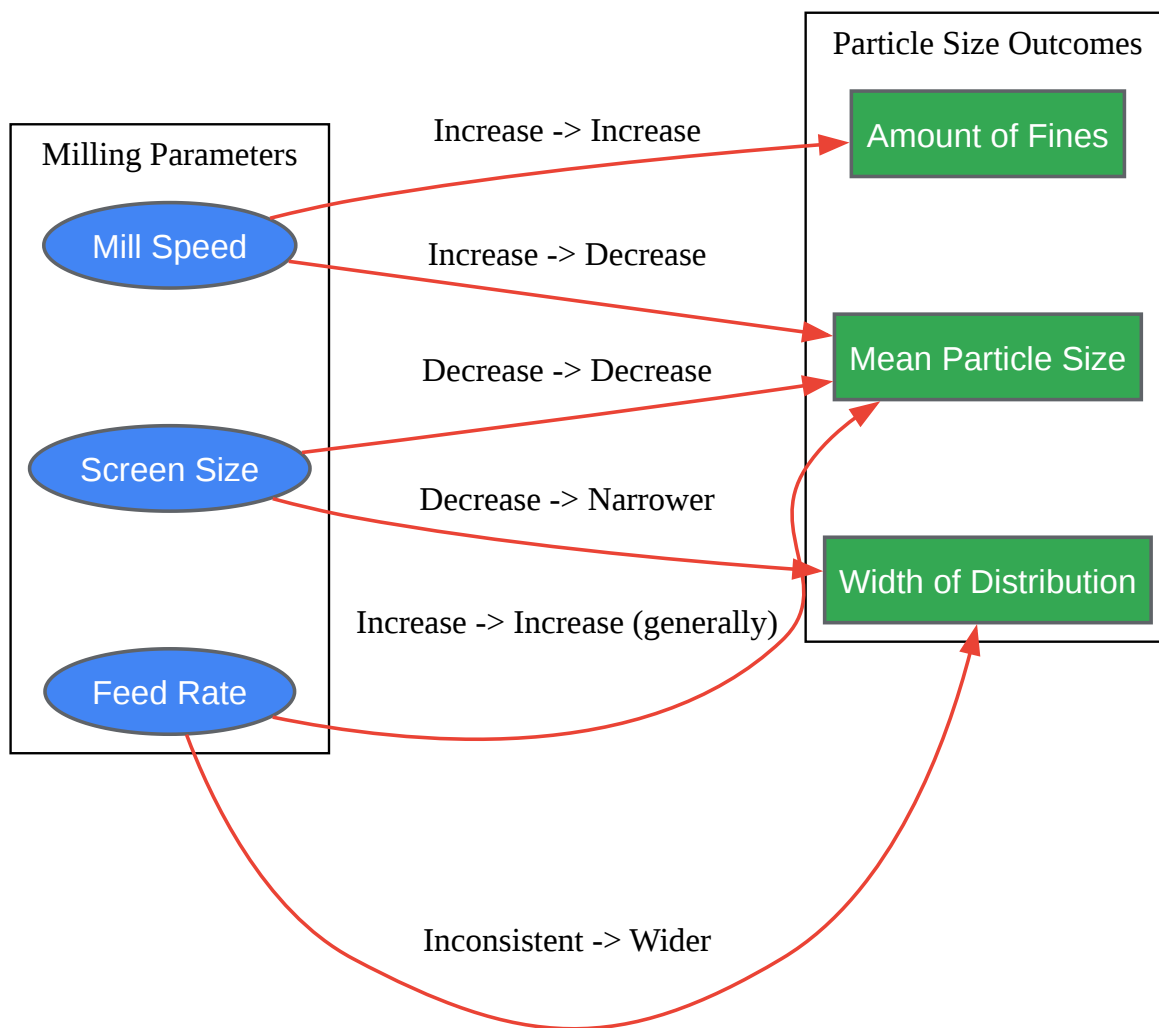 Particle Size Outcomes
Amount of Fines
Increase -> Increase
Milling Parameters
Mill Speed
Increase -> Decrease
Mean Particle Size
Decrease -> Decrease
Screen Size
Decrease -> Narrower
Width of Distribution
Increase -> Increase (generally)
Feed Rate
Inconsistent -> Wider